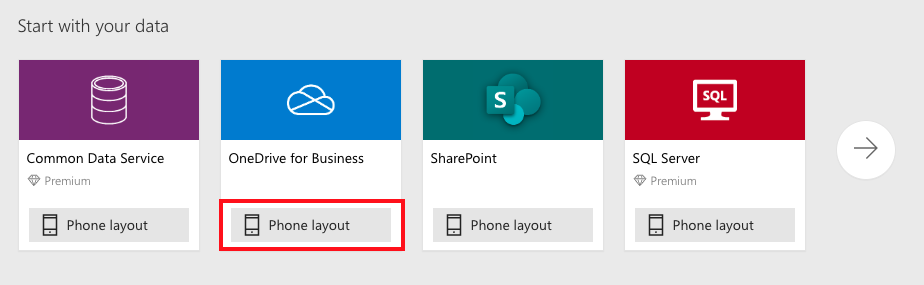 Start with your data
S
SQL
Common Data Service
Premium
Phone layout
OneDrive for Business
Phone layout
SharePoint
Phone layout
SQL Server
Premium
Phone layout